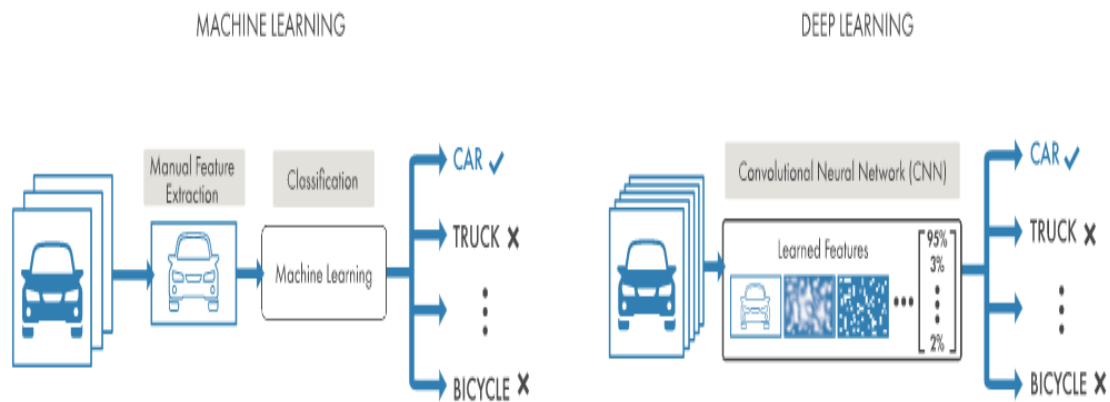 MACHINE LEARNING
Manual Feature
Extraction
Classification
Machine Learning
CAR
TRUCK
BICYCLE
DEEP LEARNING
Convolutional Neural Network (CNN)
Learned Features
95%
3%
2%
CAR
TRUCK
BICYCLE